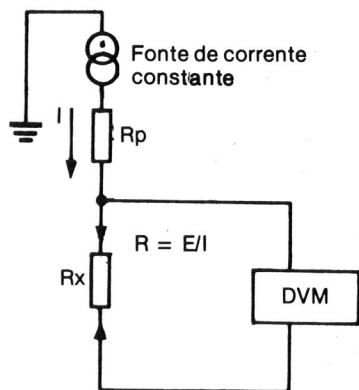 Fonte de corrente
constante
I
Rp
R = E/I
Rx
DVM